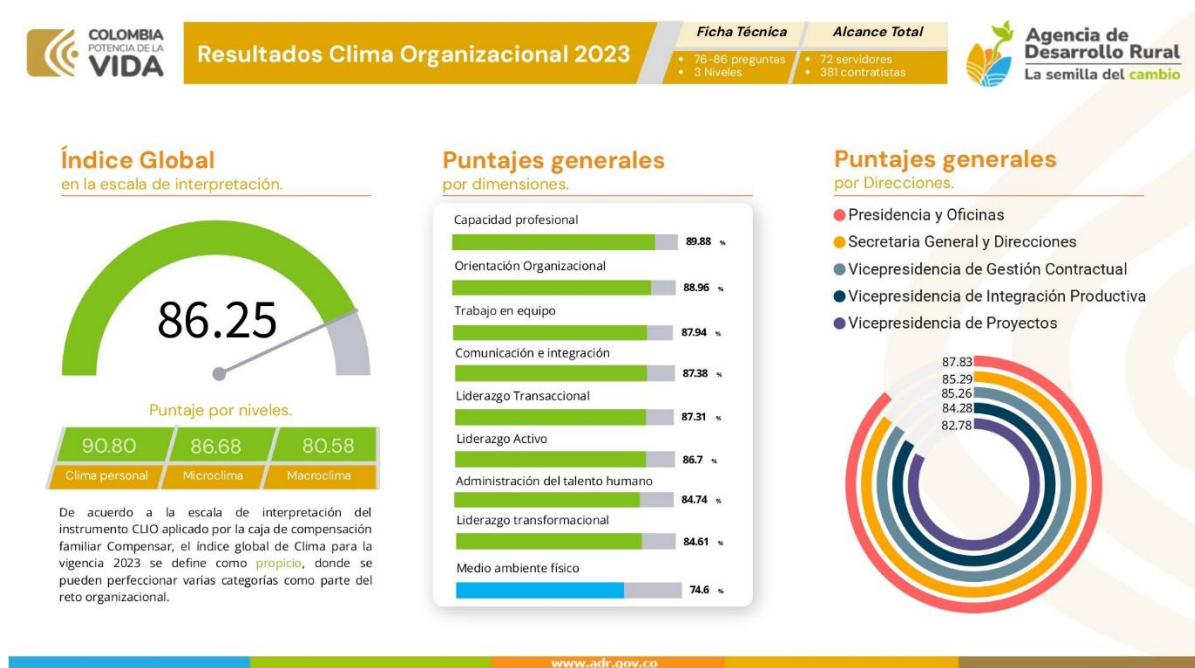 COLOMBIA
POTENCIA DE LA
VIDA
Resultados Clima Organizacional 2023
Ficha Técnica
• 76-86 preguntas
• 3 Niveles
Alcance Total
• 72 servidores
• 381 contratistas
Agencia de
Desarrollo Rural
La semilla del cambio
Índice Global
en la escala de interpretación.
86.25
Puntaje por niveles.
90.80 86.68 80.58
Clima personal Microclima Macroclima
De acuerdo a la escala de interpretación del
instrumento CLIO aplicado por la caja de compensación
familiar Compensar, el índice global de Clima para la
vigencia 2023 se define como propicio, donde se
pueden perfeccionar varias categorías como parte del
reto organizacional.
Puntajes generales
por dimensiones.
Capacidad profesional
89.88 %
Orientación Organizacional
88.96 %
Trabajo en equipo
87.94 %
Comunicación e integración
87.38 %
Liderazgo Transaccional
87.31 %
Liderazgo Activo
86.7 %
Administración del talento humano
84.74 %
Liderazgo transformacional
84.61 %
Medio ambiente físico
74.6 %
Puntajes generales
por Direcciones.
Presidencia y Oficinas
Secretaria General y Direcciones
Vicepresidencia de Gestión Contractual
Vicepresidencia de Integración Productiva
Vicepresidencia de Proyectos
87.83
85.29
85.26
84.28
82.78
www.adr.gov.co